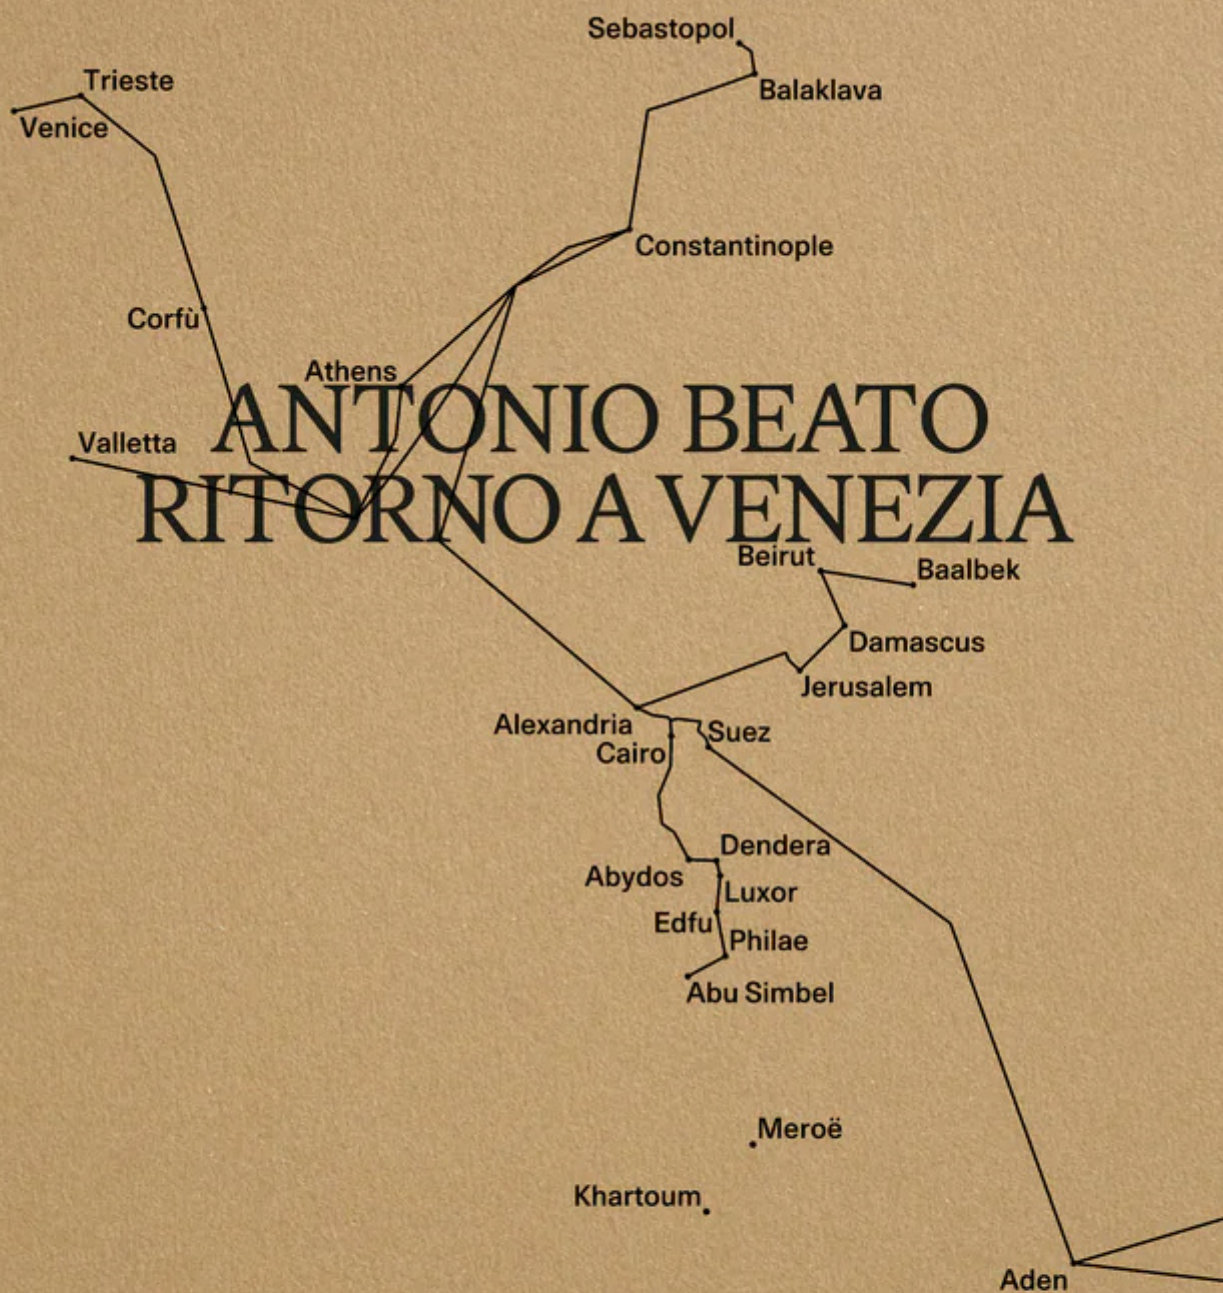 Sebastopol
Trieste
Balaklava
Venice
Constantinople
Corfù
Athens
ANTONIO BEATO
Valletta
RITORNO A VENEZIA
Beirut
Baalbek
Damascus
Jerusalem
Alexandria
Suez
Cairo
Dendera
Abydos
Luxor
Edfu
Philae
Abu Simbel
Meroë
Khartoum
Aden